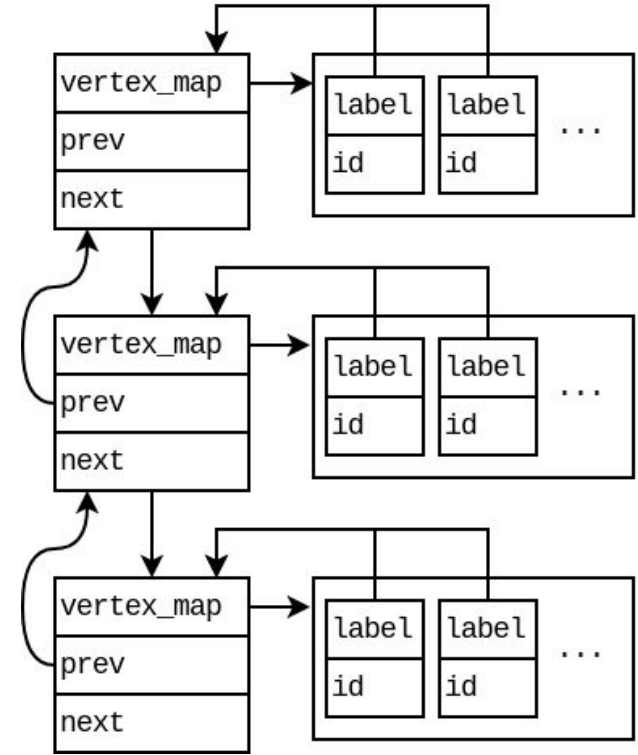 vertex_map
label label
prev
...
id id
next
vertex_map
label label
prev
...
id id
next
vertex_map
label label
prev
...
id id
next